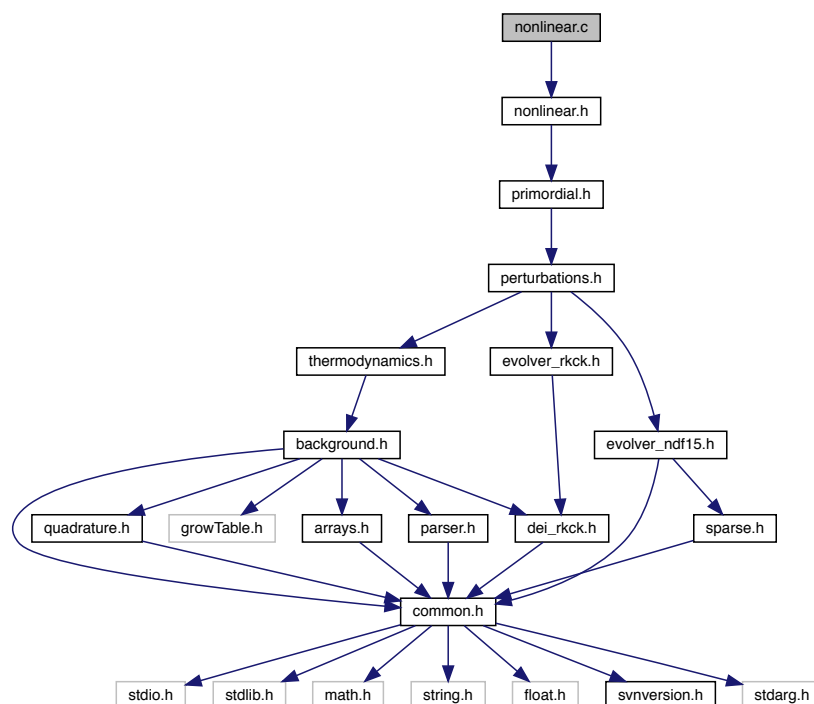 nonlinear.c
nonlinear.h
primordial.h
perturbations.h
thermodynamics.h
evolver_rkck.h
background.h
evolver_ndf15.h
quadrature.h
growTable.h
arrays.h
parser.h
dei_rkck.h
sparse.h
common.h
stdio.h
stdlib.h
math.h
string.h
float.h
svnversion.h
stdarg.h